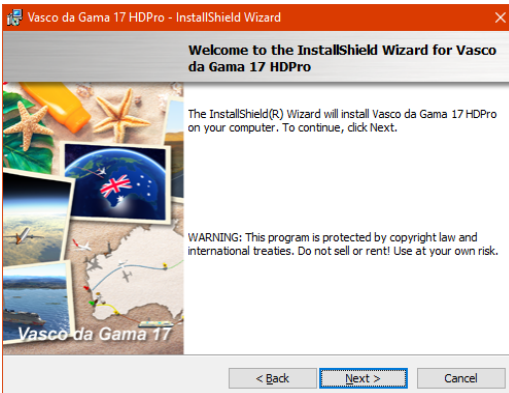 Vasco da Gama 17 HDPro - InstallShield Wizard
Welcome to the InstallShield Wizard for Vasco
da Gama 17 HDPro
The InstallShield(R) Wizard will install Vasco da Gama 17 HDPro
on your computer. To continue, click Next.
WARNING: This program is protected by copyright law and
international treaties. Do not sell or rent! Use at your own risk.
Vasco da Gama 17
< Back
Next >
Cancel